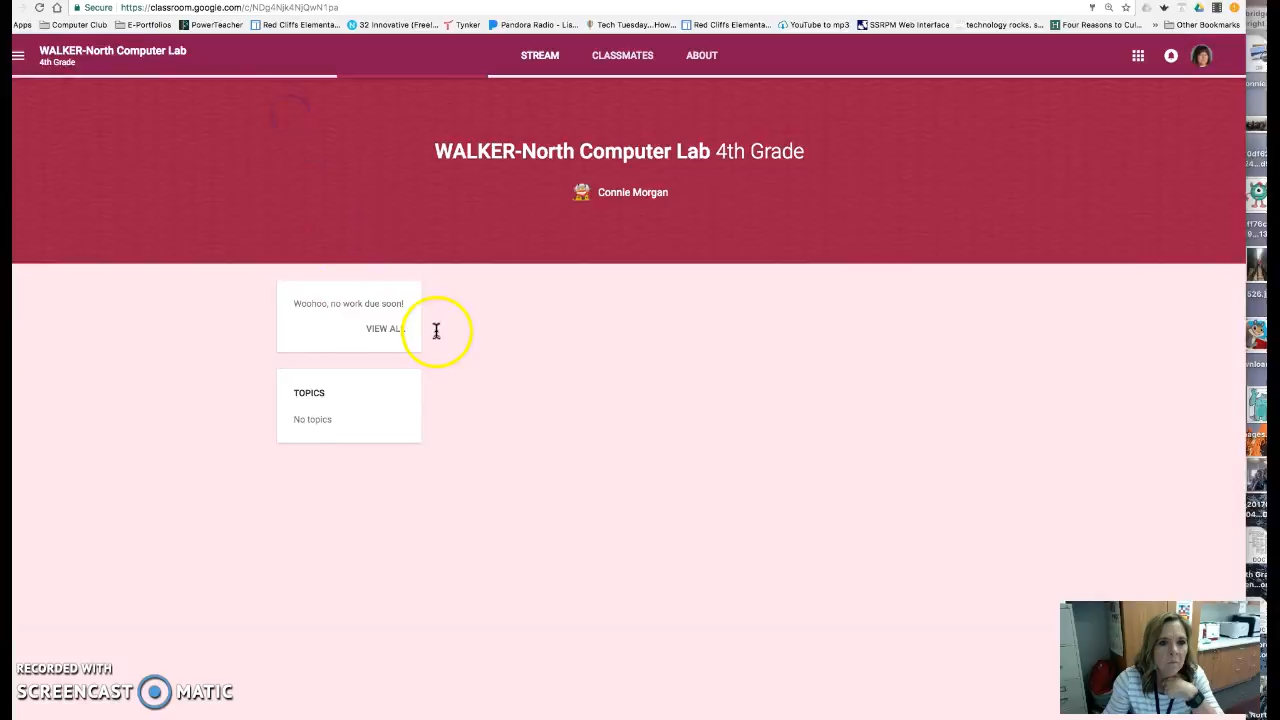 Secure https://classroom.google.com/c/NDg4Njk4NjQwN1pa
Apps Computer Club E-Portfolios PowerTeacher Red Cliffs Elementa... 32 Innovative (Free)... Tynker Pandora Radio - Lis... Tech Tuesday...How... Red Cliffs Elementa... YouTube to mp3 SSRPM Web Interface technology rocks. s... Four Reasons to Cul... » Other Bookmarks
WALKER-North Computer Lab
4th Grade
STREAM CLASSMATES ABOUT
WALKER-North Computer Lab 4th Grade
Connie Morgan
Woohoo, no work due soon!
VIEW ALL
TOPICS
No topics
RECORDED WITH
SCREENCAST MATIC